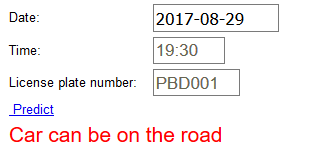 Date: 2017-08-29
Time: 19:30
License plate number: PBD001
Predict
Car can be on the road